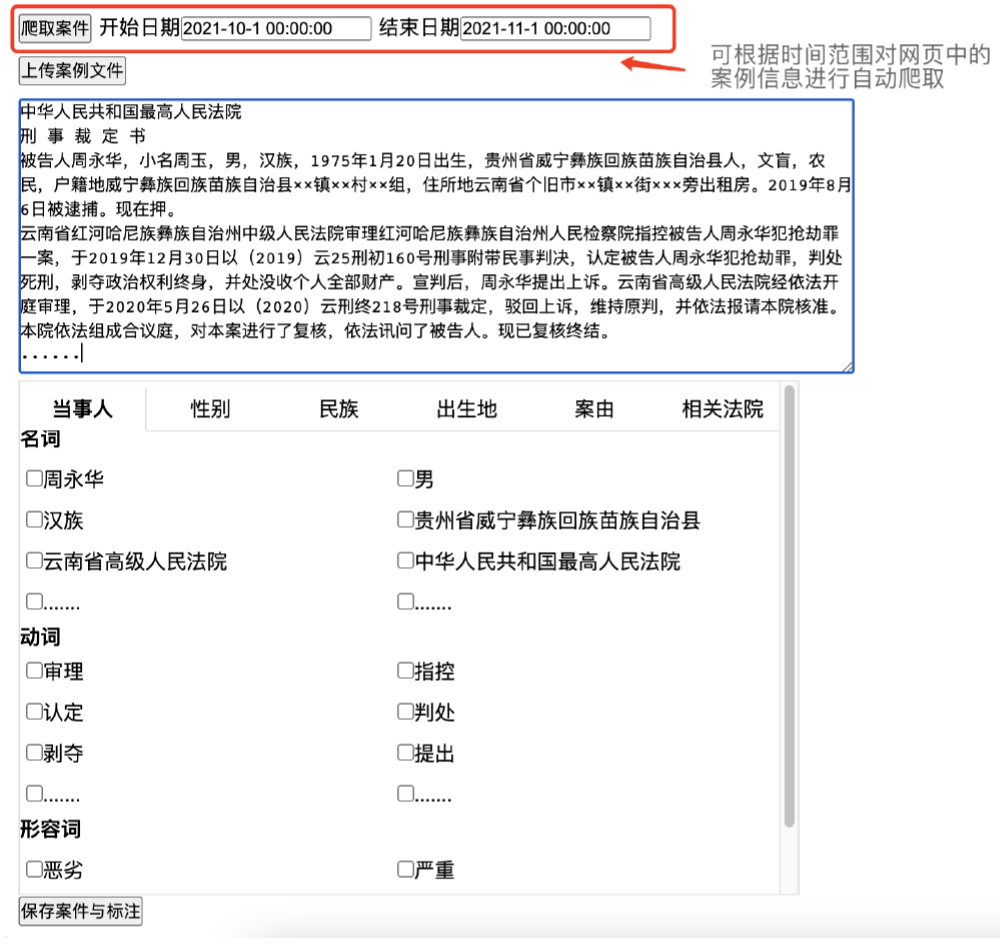 爬取案件 开始日期2021-10-1 00:00:00 结束日期2021-11-1 00:00:00
可根据时间范围对网页中的
案例信息进行自动爬取
上传案例文件
中华人民共和国最高人民法院
刑 事 裁 定 书
被告人周永华，小名周玉，男，汉族，1975年1月20日出生，贵州省威宁彝族回族苗族自治县人，文盲，农
民，户籍地威宁彝族回族苗族自治县××镇××村××组，住所地云南省个旧市××镇××街×××旁出租房。2019年8月
6日被逮捕。现在押。
云南省红河哈尼族彝族自治州中级人民法院审理红河哈尼族彝族自治州人民检察院指控被告人周永华犯抢劫罪
一案，于2019年12月30日以（2019）云25刑初160号刑事附带民事判决，认定被告人周永华犯抢劫罪，判处
死刑，剥夺政治权利终身，并处没收个人全部财产。宣判后，周永华提出上诉。云南省高级人民法院经依法开
庭审理，于2020年5月26日以（2020）云刑终218号刑事裁定，驳回上诉，维持原判，并依法报请本院核准。
本院依法组成合议庭，对本案进行了复核，依法讯问了被告人。现已复核终结。
......
当事人 性别 民族 出生地 案由 相关法院
名词
周永华 男
汉族 贵州省威宁彝族回族苗族自治县
云南省高级人民法院 中华人民共和国最高人民法院
....... .......
动词
审理 指控
认定 判处
剥夺 提出
....... .......
形容词
恶劣 严重
保存案件与标注